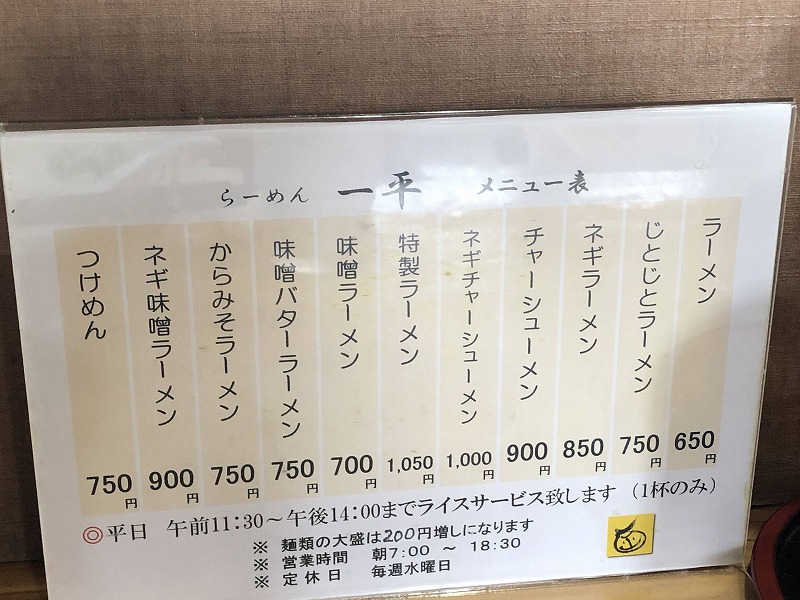 らーめん 一平 メニュー表
ラーメン 650円
じとじとラーメン 750円
ネギラーメン 850円
チャーシューメン 900円
ネギチャーシューメン 1,000円
特製ラーメン 1,050円
味噌ラーメン 700円
味噌バターラーメン 750円
からみそラーメン 750円
ネギ味噌ラーメン 900円
つけめん 750円
◎平日 午前11:30～午後14:00までライスサービス致します (1杯のみ)
※ 麺類の大盛は200円増しになります
※ 営業時間 朝7:00 ～ 18:30
※ 定休日 毎週水曜日